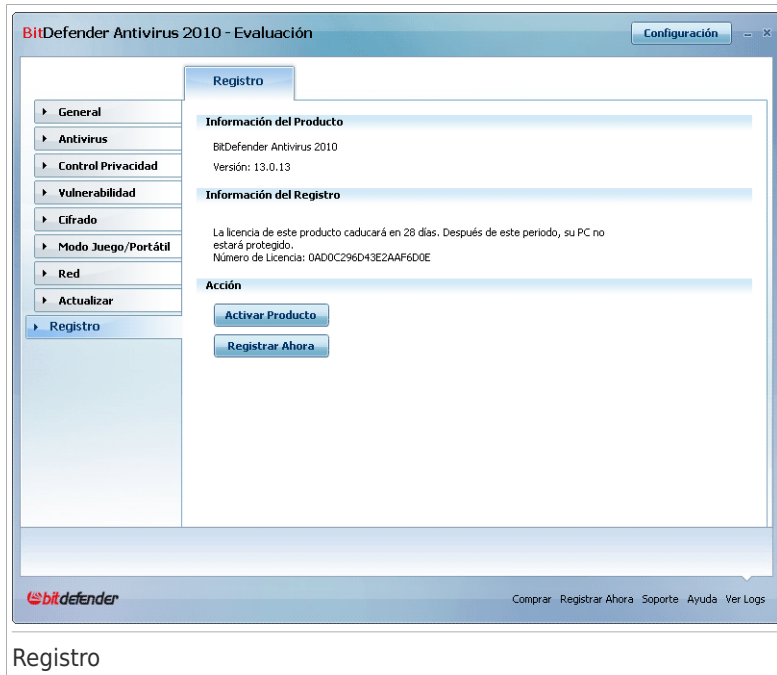 BitDefender Antivirus 2010 - Evaluación
Configuración
Registro
General
Antivirus
Control Privacidad
Vulnerabilidad
Cifrado
Modo Juego/Portátil
Red
Actualizar
Registro
Información del Producto
BitDefender Antivirus 2010
Versión: 13.0.13
Información del Registro
La licencia de este producto caducará en 28 días. Después de este periodo, su PC no
estará protegido.
Número de Licencia: 0AD0C296D43E2AAF6D0E
Acción
Activar Producto
Registrar Ahora
bitdefender
Comprar Registrar Ahora Soporte Ayuda Ver Logs
Registro